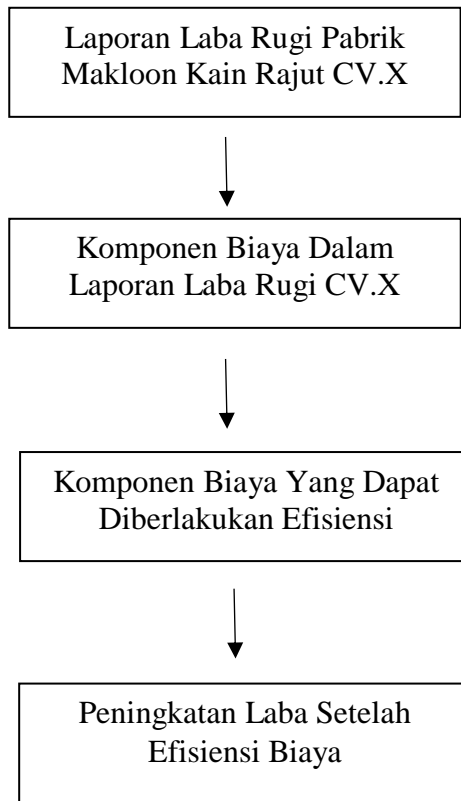 Laporan Laba Rugi Pabrik
Makloon Kain Rajut CV.X
Komponen Biaya Dalam
Laporan Laba Rugi CV.X
Komponen Biaya Yang Dapat
Diberlakukan Efisiensi
Peningkatan Laba Setelah
Efisiensi Biaya